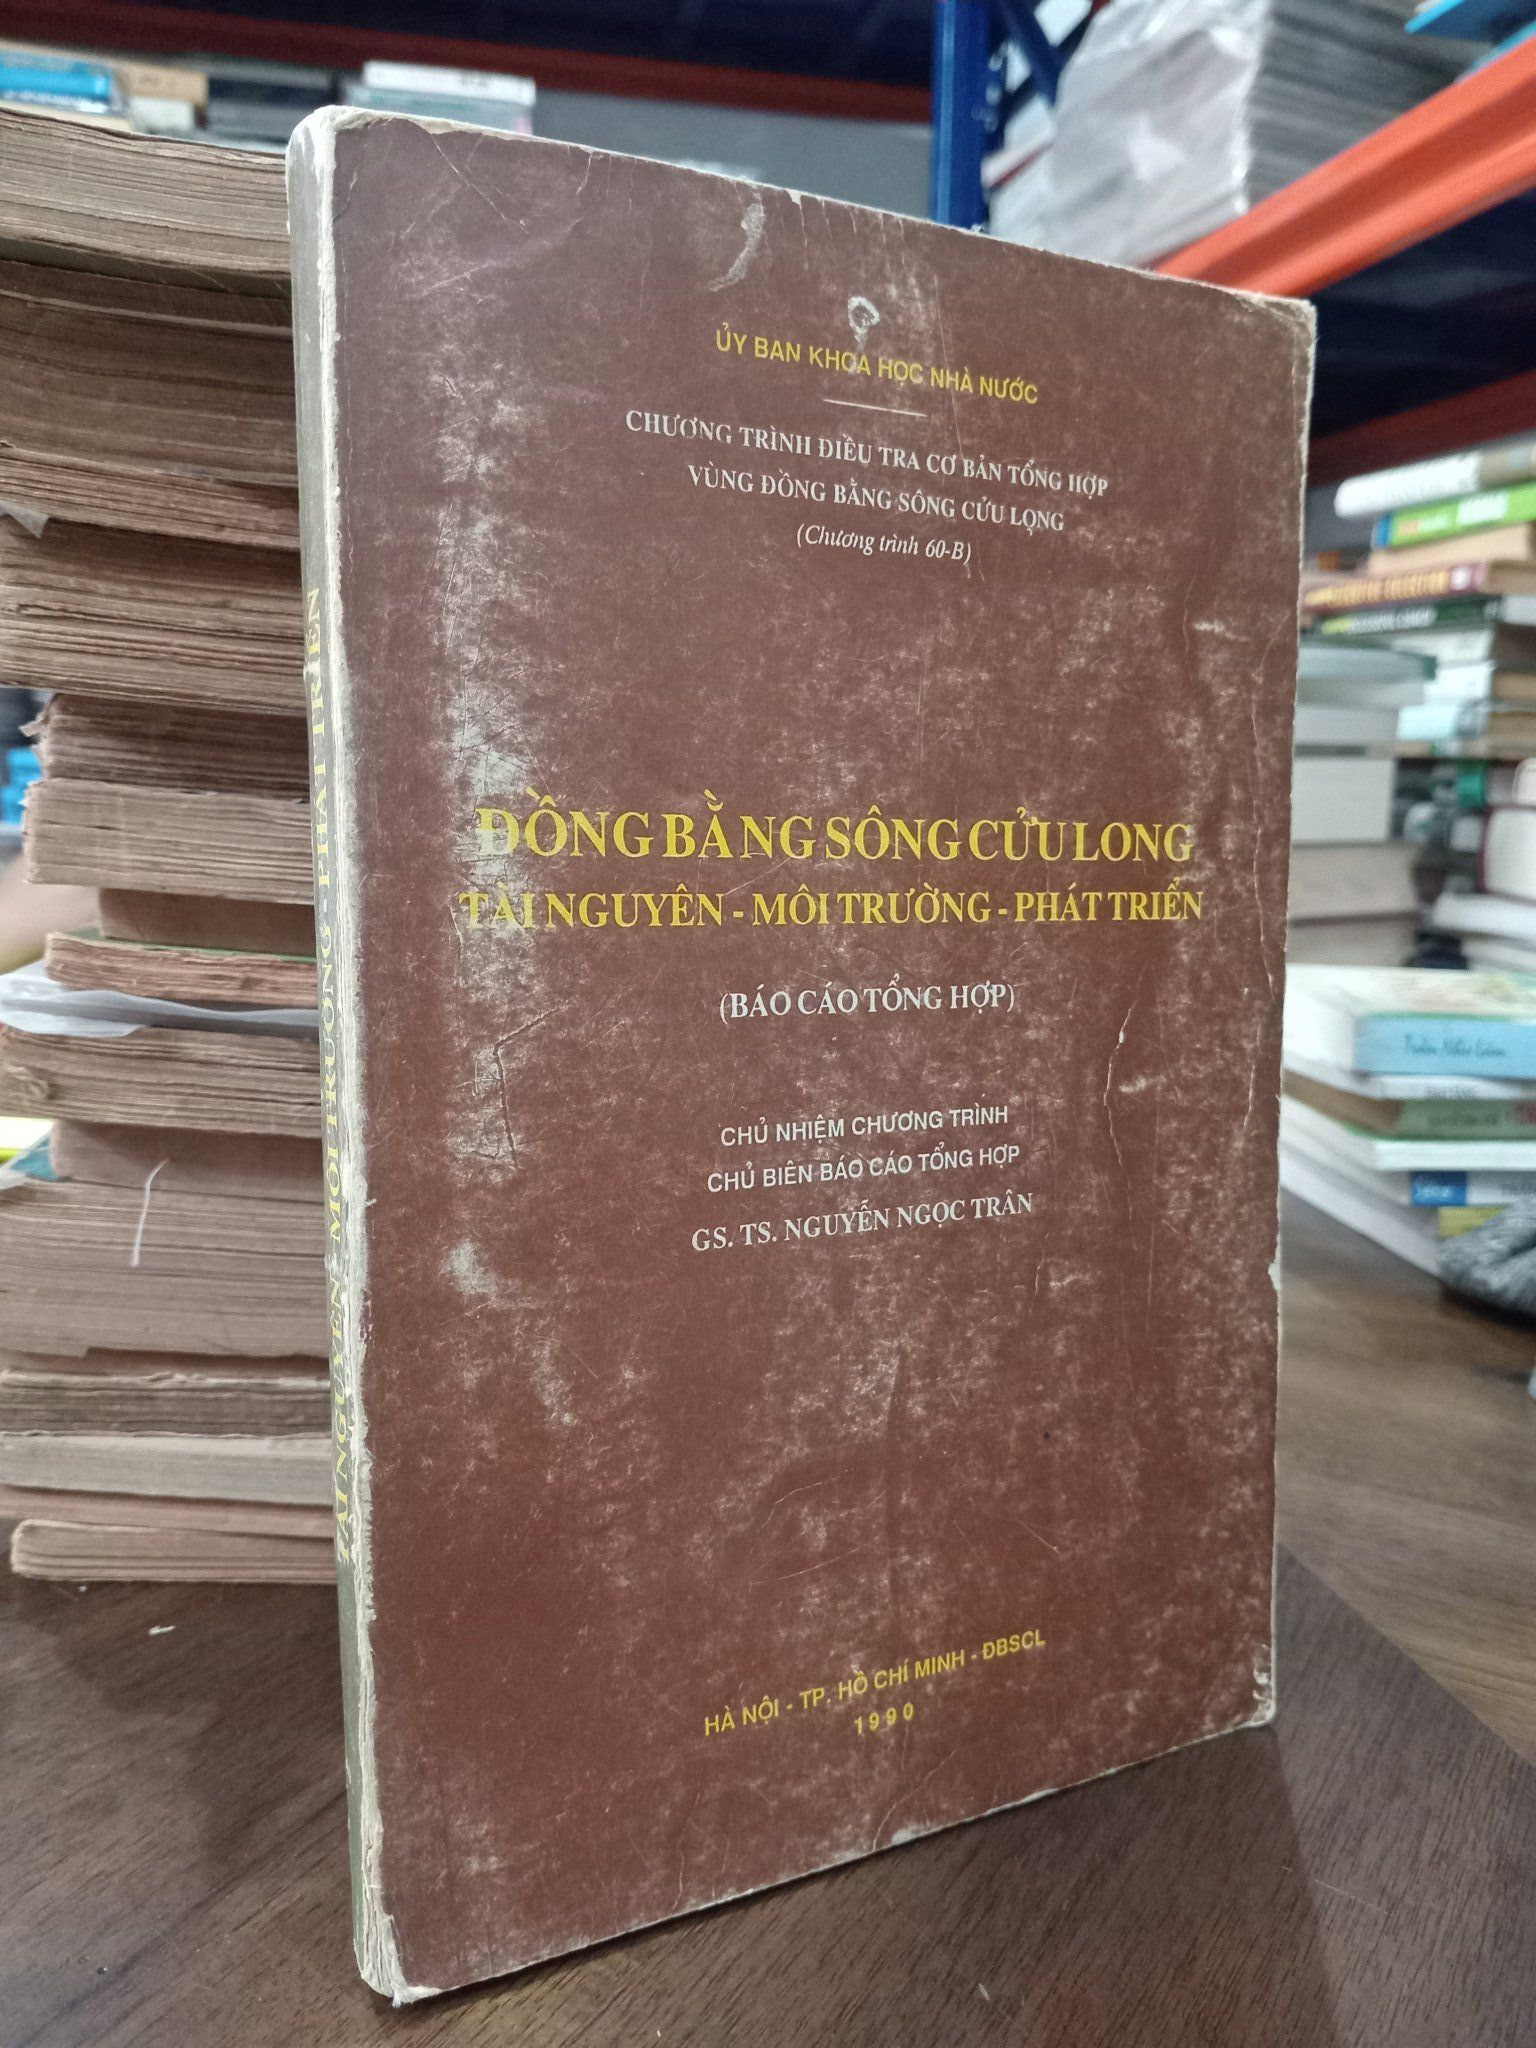 ỦY BAN KHOA HỌC NHÀ NƯỚC
CHƯƠNG TRÌNH ĐIỀU TRA CƠ BẢN TỔNG HỢP
VÙNG ĐỒNG BẰNG SÔNG CỬU LONG
(Chương trình 60-B)
ĐỒNG BẰNG SÔNG CỬU LONG
TÀI NGUYÊN - MÔI TRƯỜNG - PHÁT TRIỂN
(BÁO CÁO TỔNG HỢP)
CHỦ NHIỆM CHƯƠNG TRÌNH
CHỦ BIÊN BÁO CÁO TỔNG HỢP
GS. TS. NGUYỄN NGỌC TRÂN
HÀ NỘI - TP. HỒ CHÍ MINH - ĐBSCL
1990
TÀI NGUYÊN - MÔI TRƯỜNG - PHÁT TRIỂN